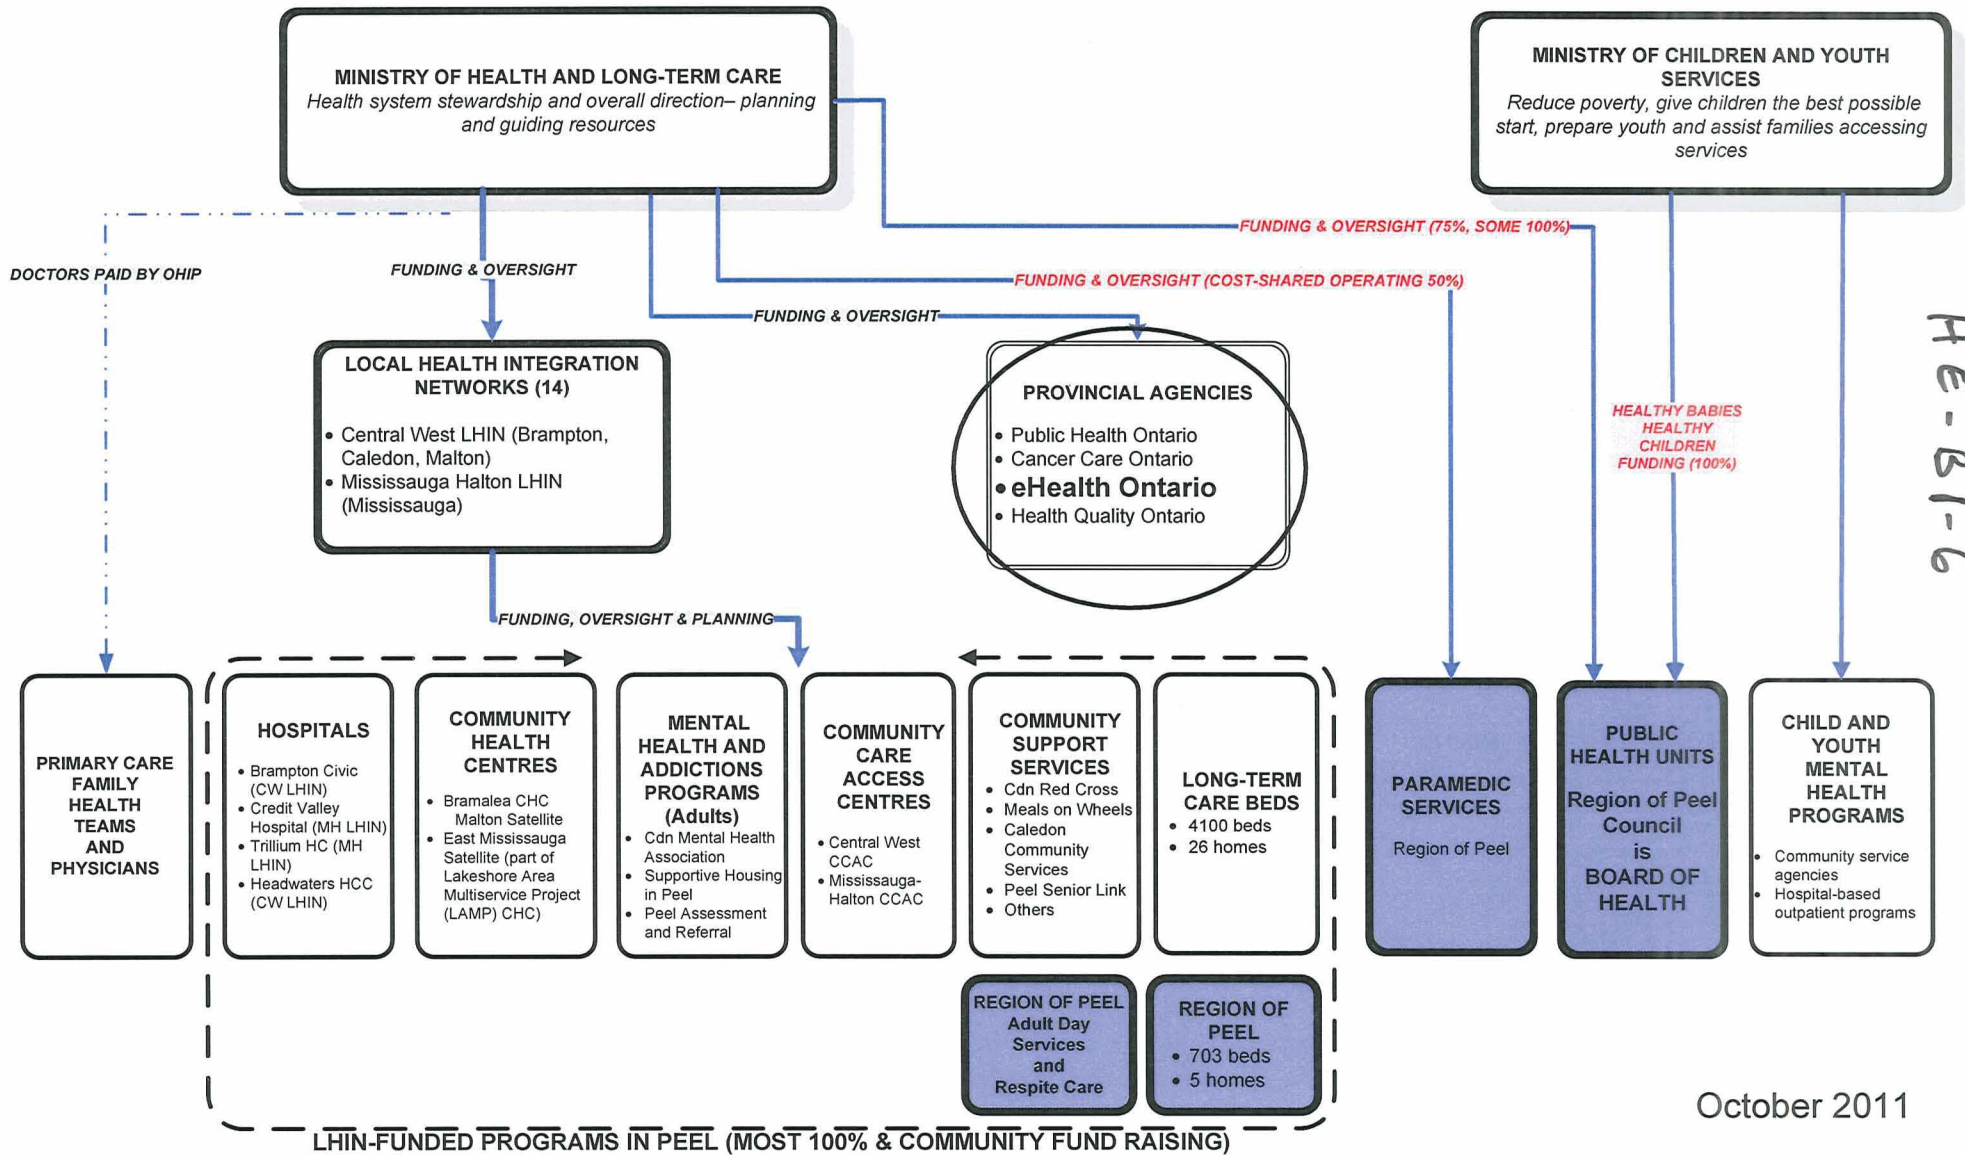 MINISTRY OF HEALTH AND LONG-TERM CARE
Health system stewardship and overall direction– planning
and guiding resources
MINISTRY OF CHILDREN AND YOUTH
SERVICES
Reduce poverty, give children the best possible
start, prepare youth and assist families accessing
services
FUNDING & OVERSIGHT (75%, SOME 100%)
DOCTORS PAID BY OHIP
FUNDING & OVERSIGHT
FUNDING & OVERSIGHT (COST-SHARED OPERATING 50%)
FUNDING & OVERSIGHT
HE-B1-6
LOCAL HEALTH INTEGRATION
NETWORKS (14)
• Central West LHIN (Brampton,
Caledon, Malton)
• Mississauga Halton LHIN
(Mississauga)
PROVINCIAL AGENCIES
• Public Health Ontario
• Cancer Care Ontario
• eHealth Ontario
• Health Quality Ontario
HEALTHY BABIES
HEALTHY
CHILDREN
FUNDING (100%)
FUNDING, OVERSIGHT & PLANNING
PRIMARY CARE
FAMILY
HEALTH
TEAMS
AND
PHYSICIANS
HOSPITALS
• Brampton Civic
(CW LHIN)
• Credit Valley
Hospital (MH LHIN)
• Trillium HC (MH
LHIN)
• Headwaters HCC
(CW LHIN)
COMMUNITY
HEALTH
CENTRES
• Bramalea CHC
Malton Satellite
• East Mississauga
Satellite (part of
Lakeshore Area
Multiservice Project
(LAMP) CHC)
MENTAL
HEALTH AND
ADDICTIONS
PROGRAMS
(Adults)
• Cdn Mental Health
Association
• Supportive Housing
in Peel
• Peel Assessment
and Referral
COMMUNITY
CARE
ACCESS
CENTRES
• Central West
CCAC
• Mississauga-
Halton CCAC
COMMUNITY
SUPPORT
SERVICES
• Cdn Red Cross
• Meals on Wheels
• Caledon
Community
Services
• Peel Senior Link
• Others
LONG-TERM
CARE BEDS
• 4100 beds
• 26 homes
PARAMEDIC
SERVICES
Region of Peel
PUBLIC
HEALTH UNITS
Region of Peel
Council
is
BOARD OF
HEALTH
CHILD AND
YOUTH
MENTAL
HEALTH
PROGRAMS
• Community service
agencies
• Hospital-based
outpatient programs
REGION OF PEEL
Adult Day
Services
and
Respite Care
REGION OF
PEEL
• 703 beds
• 5 homes
October 2011
LHIN-FUNDED PROGRAMS IN PEEL (MOST 100% & COMMUNITY FUND RAISING)